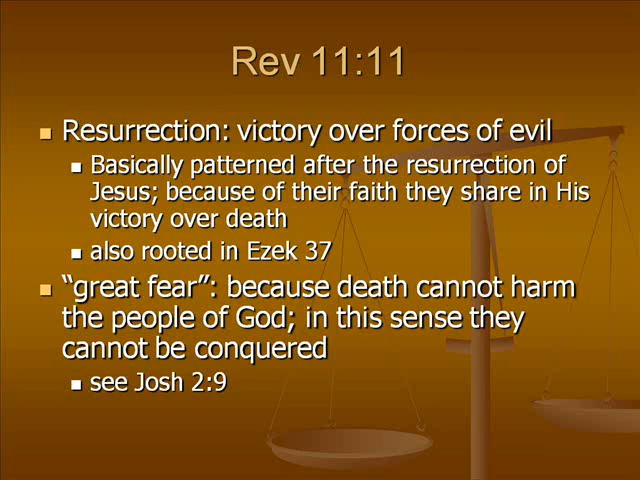 Rev 11:11
Resurrection: victory over forces of evil
Basically patterned after the resurrection of
Jesus; because of their faith they share in His
victory over death
also rooted in Ezek 37
“great fear”: because death cannot harm
the people of God; in this sense they
cannot be conquered
see Josh 2:9